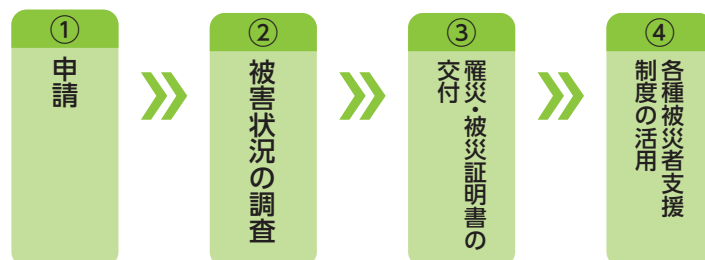 ①
申請
②
被害状況の調査
③
罹災・被災証明書の
交付
④
各種被災者支援
制度の活用